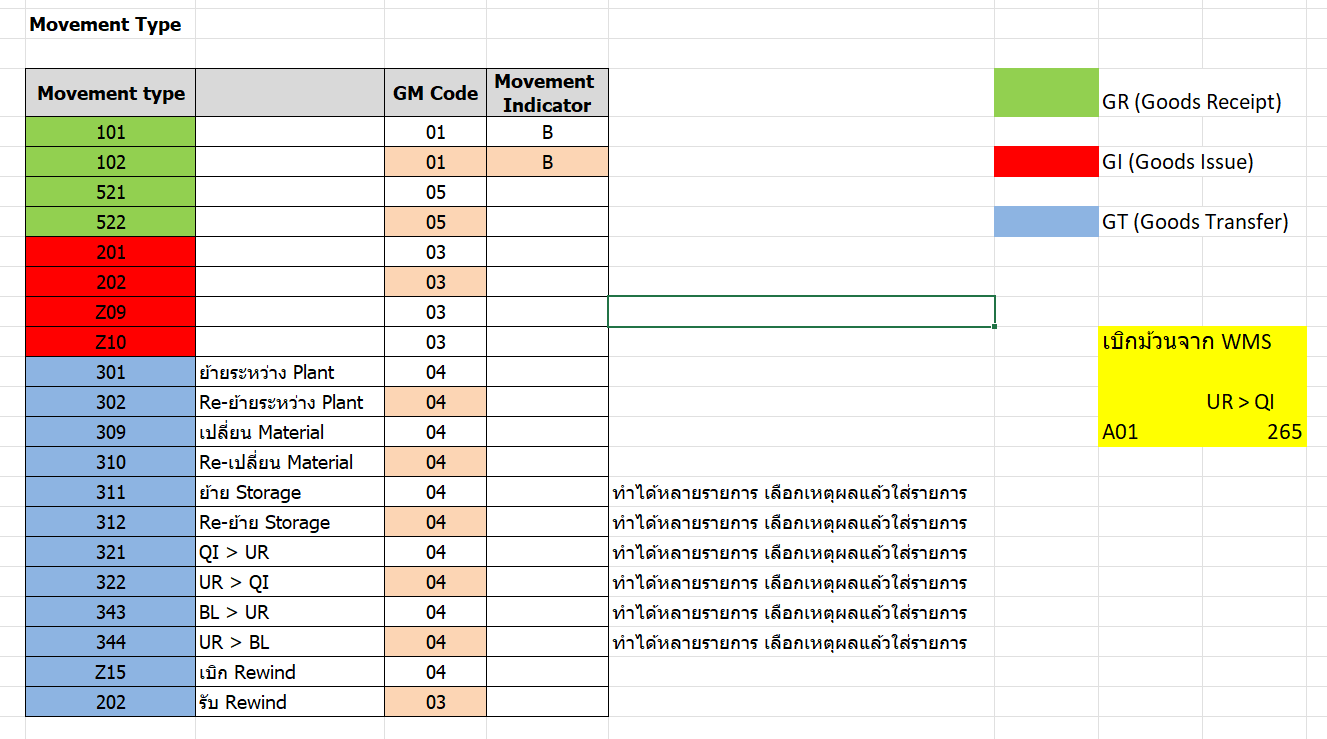 Movement Type
Movement type GM Code Movement Indicator
101 01 B
GR (Goods Receipt)
102 01 B
GI (Goods Issue)
521 05
522 05
GT (Goods Transfer)
201 03
202 03
Z09 03
Z10 03
เบิกม้วนจาก WMS
301 ย้ายระหว่าง Plant 04
302 Re-ย้ายระหว่าง Plant 04
UR > QI
309 เปลี่ยน Material 04
A01 265
310 Re-เปลี่ยน Material 04
311 ย้าย Storage 04 ทำได้หลายรายการ เลือกเหตุผลแล้วใส่รายการ
312 Re-ย้าย Storage 04 ทำได้หลายรายการ เลือกเหตุผลแล้วใส่รายการ
321 QI > UR 04 ทำได้หลายรายการ เลือกเหตุผลแล้วใส่รายการ
322 UR > QI 04 ทำได้หลายรายการ เลือกเหตุผลแล้วใส่รายการ
343 BL > UR 04 ทำได้หลายรายการ เลือกเหตุผลแล้วใส่รายการ
344 UR > BL 04 ทำได้หลายรายการ เลือกเหตุผลแล้วใส่รายการ
Z15 เบิก Rewind 04
202 รับ Rewind 03